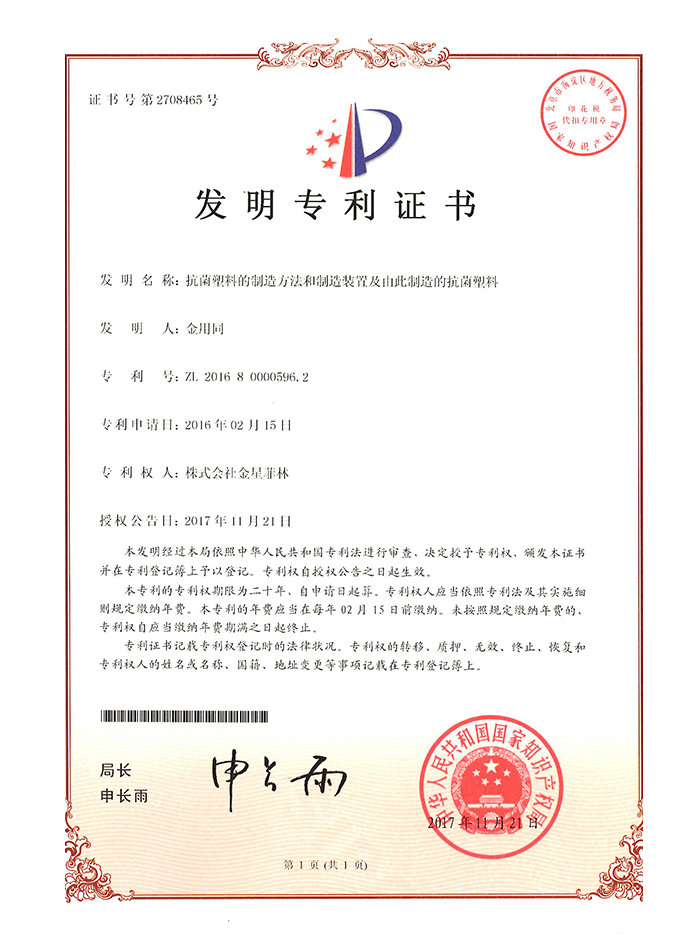 证书号第2708465号
北京市海淀区地方税务局
印花税
代扣专用章
国家知识产权局
发明专利证书
发明名称：抗菌塑料的制造方法和制造装置及由此制造的抗菌塑料
发明人：金用同
专利号：ZL 2016 8 0000596.2
专利申请日：2016年02月15日
专利权人：株式会社金星菲林
授权公告日：2017年11月21日
本发明经过本局依照中华人民共和国专利法进行审查，决定授予专利权，颁发本证书
并在专利登记簿上予以登记。专利权自授权公告之日起生效。
本专利的专利权期限为二十年，自申请日起算。专利权人应当依照专利法及其实施细
则规定缴纳年费。本专利的年费应当在每年02月15日前缴纳。未按照规定缴纳年费的，
专利权自应当缴纳年费期满之日起终止。
专利证书记载专利权登记时的法律状况。专利权的转移、质押、无效、终止、恢复和
专利权人的姓名或名称、国籍、地址变更等事项记载在专利登记簿上。
局长
申长雨
申长雨
中华人民共和国国家知识产权局
2017年11月21日
第1页(共1页)